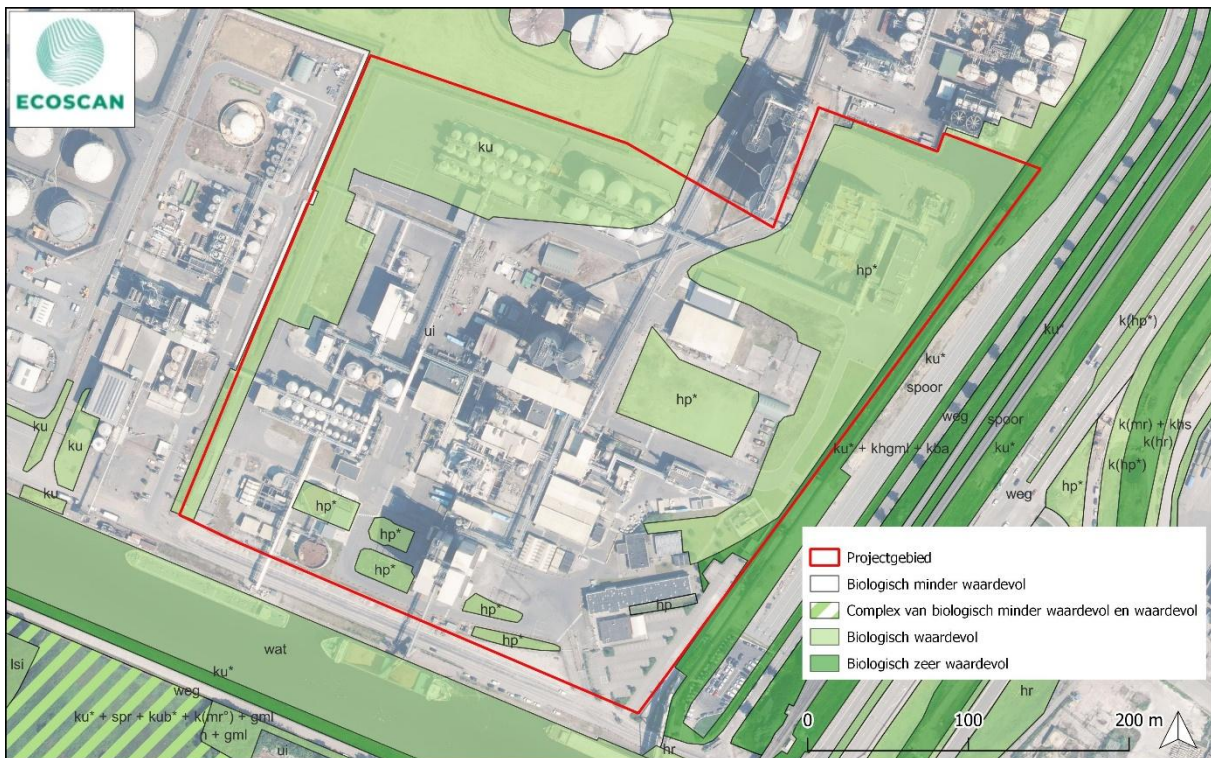 ECOSCAN
ku
hp*
ui
k(hp*)
ku*
ku*
spoor
hp*
weg
spoor
k(mr) + khs
ku
ku
k(hr)
ku* + khgml + kba
ku*
k(hp*)
hp*
weg
ku
hp*
hp*
hp*
hp*
hp
hp*
Projectgebied
Biologisch minder waardevol
Complex van biologisch minder waardevol en waardevol
Biologisch waardevol
Biologisch zeer waardevol
wat
lsi
ku*
weg
ku* + spr + kub* + k(mr°) + gml
n + gml
ui
hr
hr
0 100 200 m